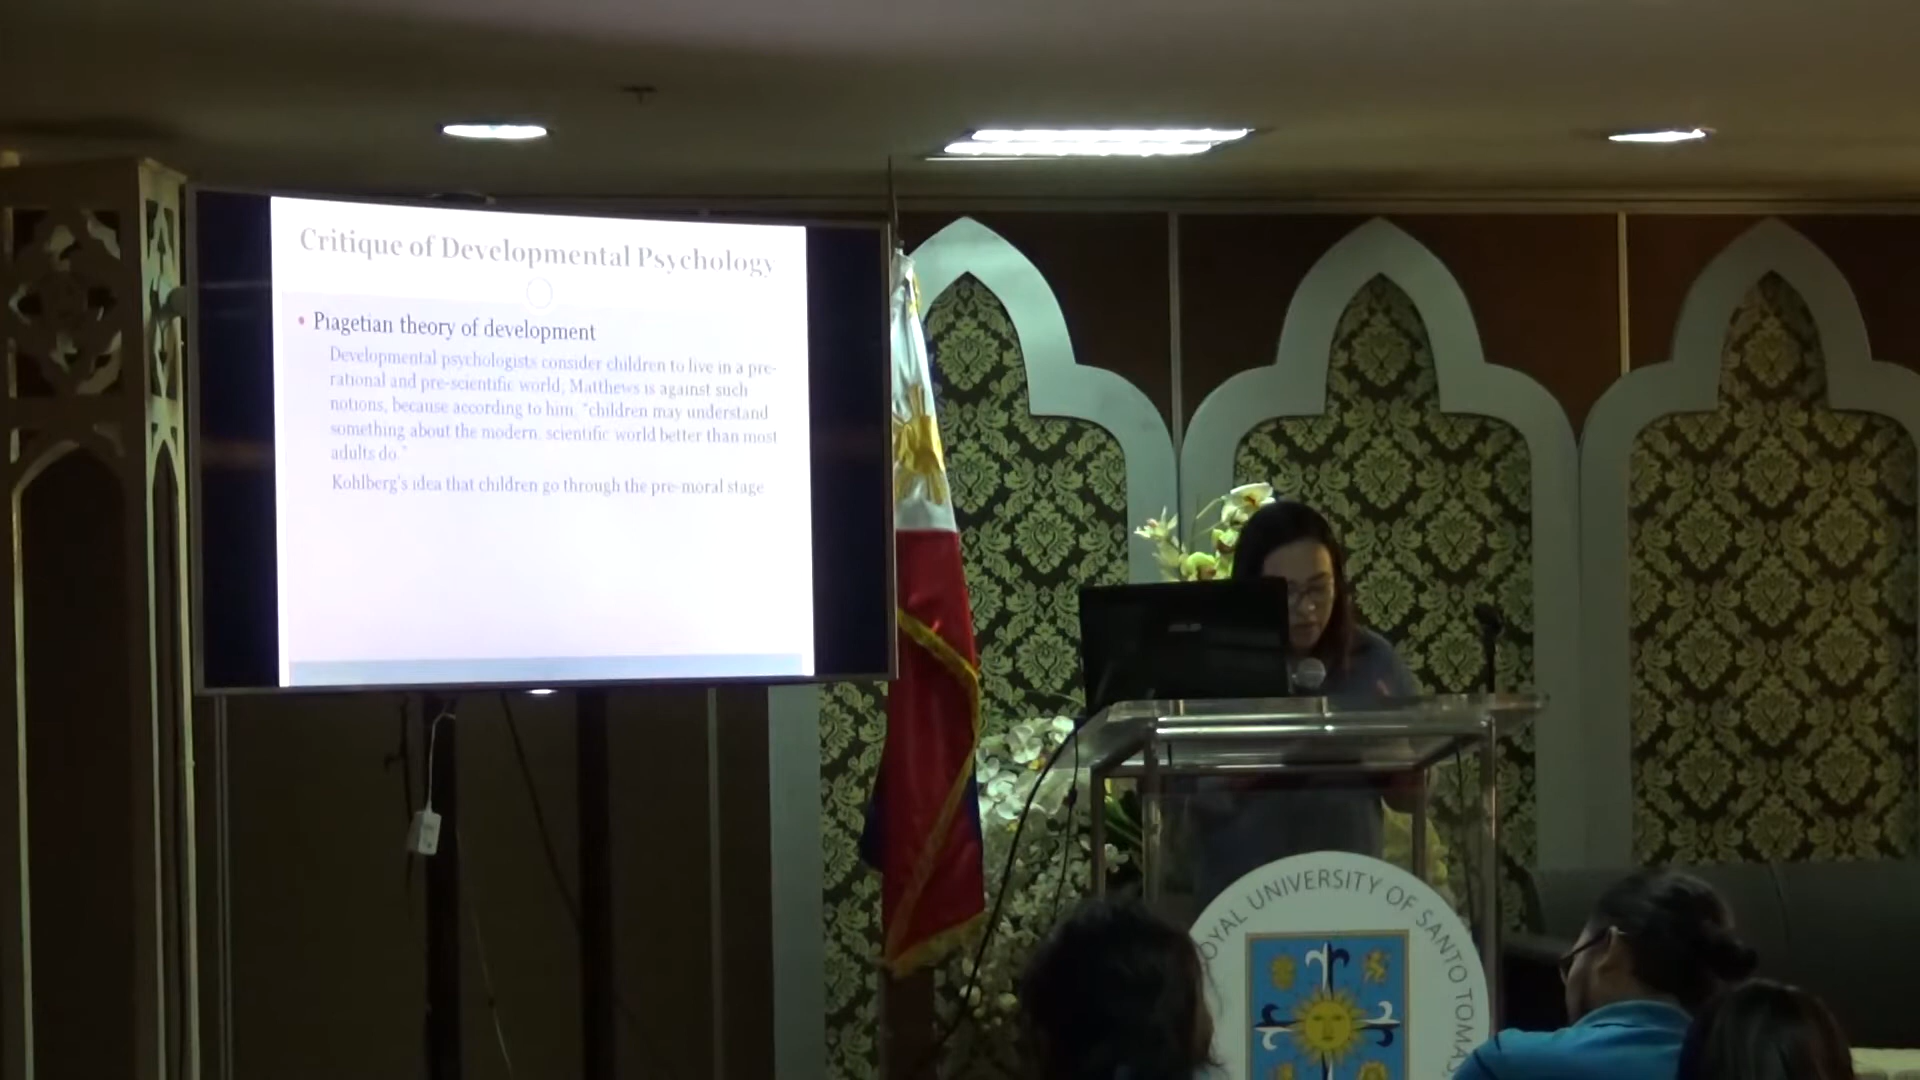 Critique of Developmental Psychology
• Piagetian theory of development
Developmental psychologists consider children to live in a pre-
rational and pre-scientific world; Matthews is against such
notions, because according to him, "children may understand
something about the modern, scientific world better than most
adults do."
Kohlberg's idea that children go through the pre-moral stage
ASUS
OYAL UNIVERSITY OF SANTO TOMAS